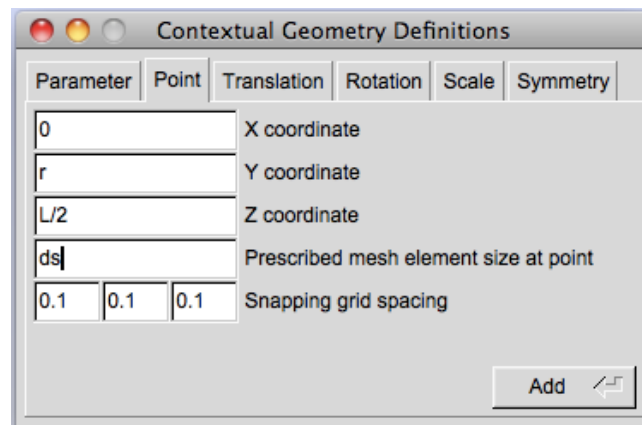 Contextual Geometry Definitions
Parameter Point Translation Rotation Scale Symmetry
0 X coordinate
r Y coordinate
L/2 Z coordinate
ds Prescribed mesh element size at point
0.1 0.1 0.1 Snapping grid spacing
Add